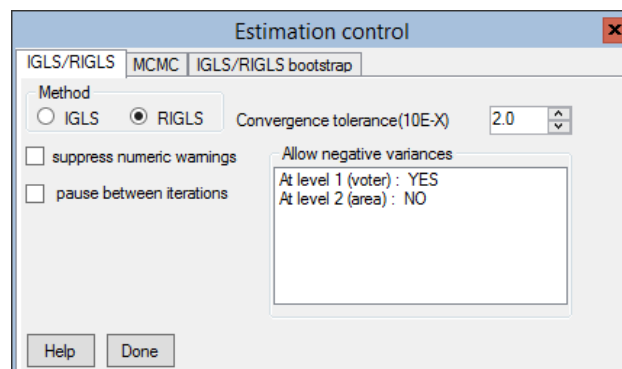 Estimation control
IGLS/RIGLS MCMC IGLS/RIGLS bootstrap
Method
IGLS RIGLS
Convergence tolerance(10E-X) 2.0
suppress numeric warnings
pause between iterations
Allow negative variances
At level 1 (voter) : YES
At level 2 (area) : NO
Help Done